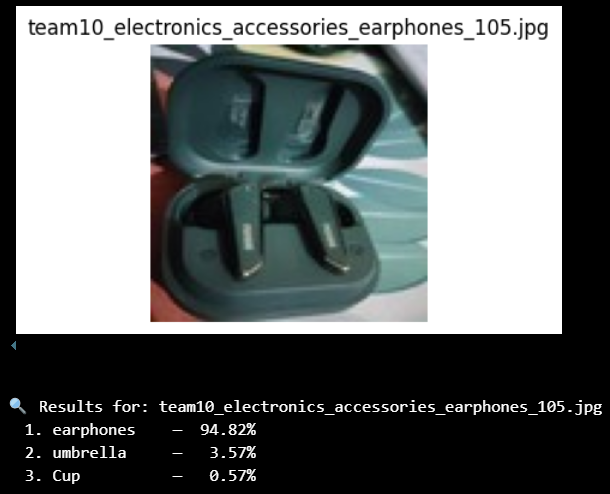 team10_electronics_accessories_earphones_105.jpg
🔍 Results for: team10_electronics_accessories_earphones_105.jpg
1. earphones — 94.82%
2. umbrella — 3.57%
3. Cup — 0.57%